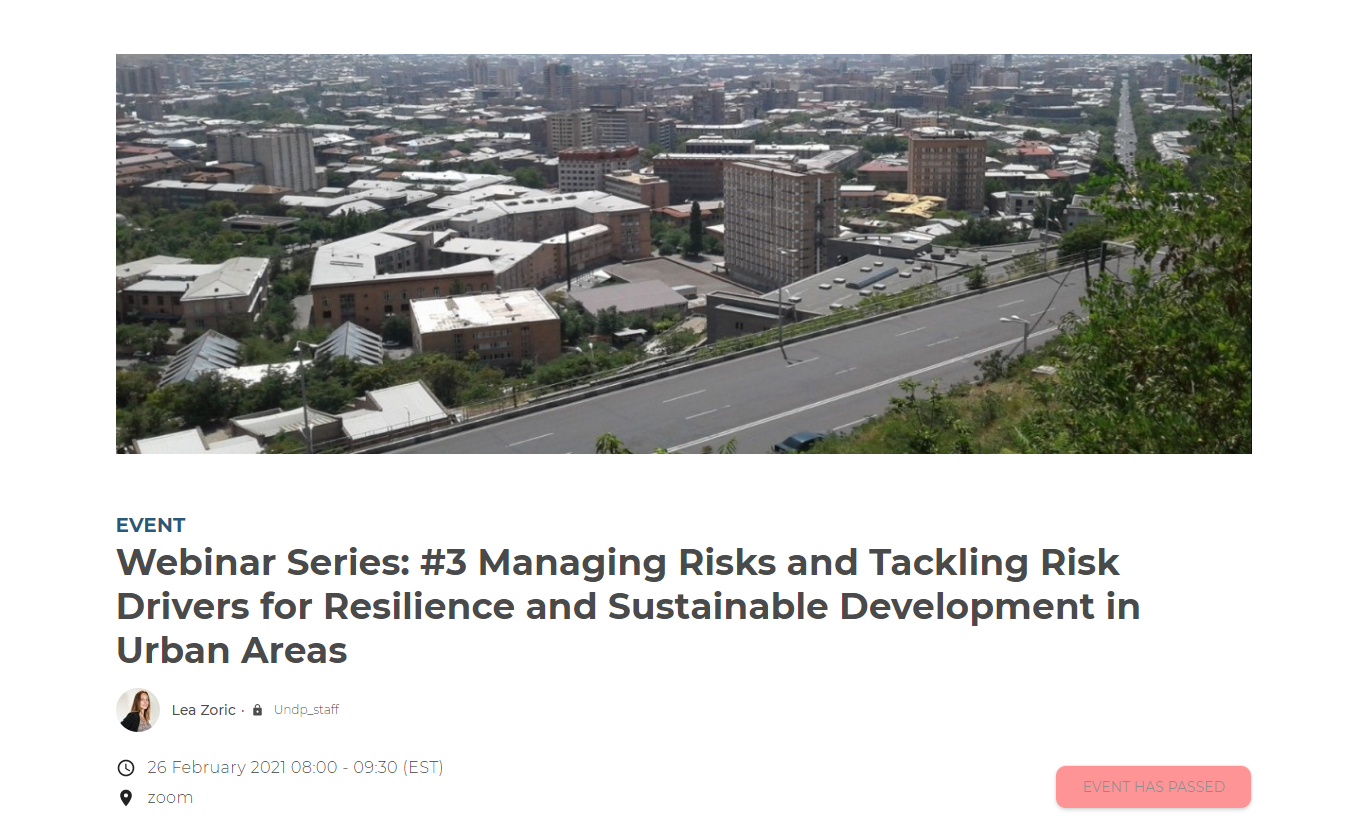 EVENT
Webinar Series: #3 Managing Risks and Tackling Risk
Drivers for Resilience and Sustainable Development in
Urban Areas
Lea Zoric · Undp_staff
26 February 2021 08:00 - 09:30 (EST)
zoom
EVENT HAS PASSED